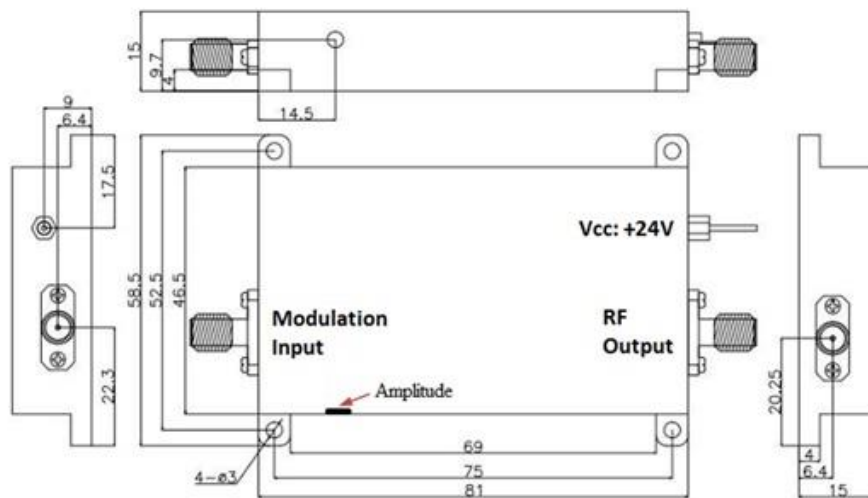 15
9.7
4
14.5
9
6.4
17.5
22.3
58.5
52.5
46.5
Vcc: +24V
Modulation
Input
RF
Output
Amplitude
20.25
4-ø3
69
75
81
4
6.4
15